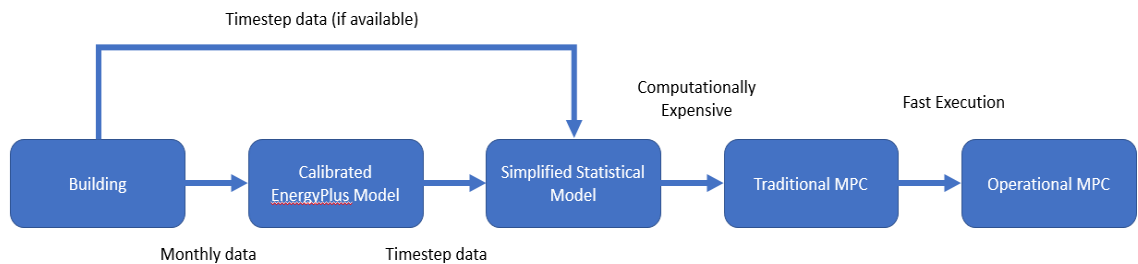 Timestep data (if available)
Computationally
Expensive
Fast Execution
Building
Calibrated
EnergyPlus Model
Simplified Statistical
Model
Traditional MPC
Operational MPC
Monthly data
Timestep data